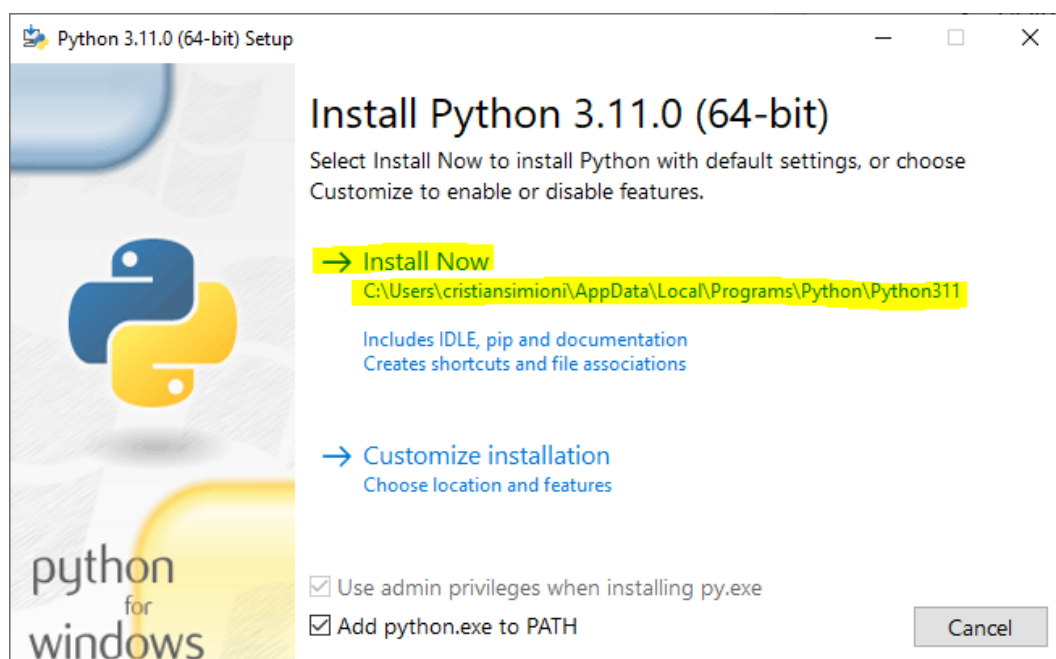 Python 3.11.0 (64-bit) Setup
Install Python 3.11.0 (64-bit)
Select Install Now to install Python with default settings, or choose
Customize to enable or disable features.
Install Now
C:\Users\cristiansimioni\AppData\Local\Programs\Python\Python311
Includes IDLE, pip and documentation
Creates shortcuts and file associations
Customize installation
Choose location and features
python
for
windows
Use admin privileges when installing py.exe
Add python.exe to PATH
Cancel